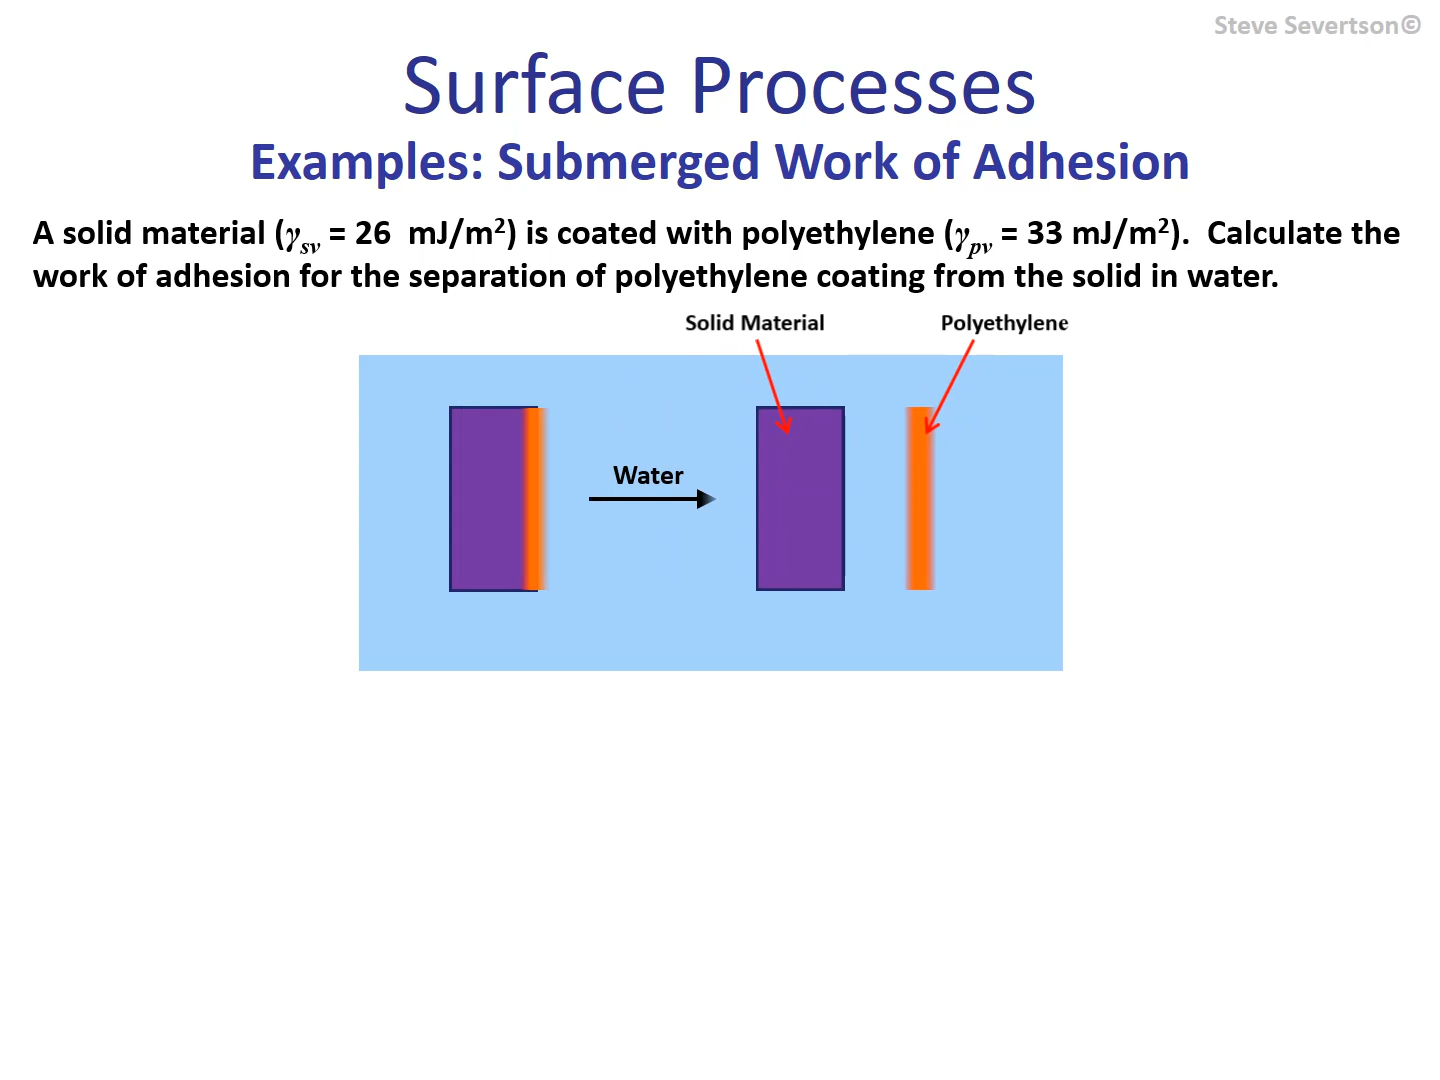 Steve Severtson©
Surface Processes
Examples: Submerged Work of Adhesion
A solid material (γsv = 26 mJ/m²) is coated with polyethylene (γpv = 33 mJ/m²). Calculate the
work of adhesion for the separation of polyethylene coating from the solid in water.
Solid Material Polyethylene
Water